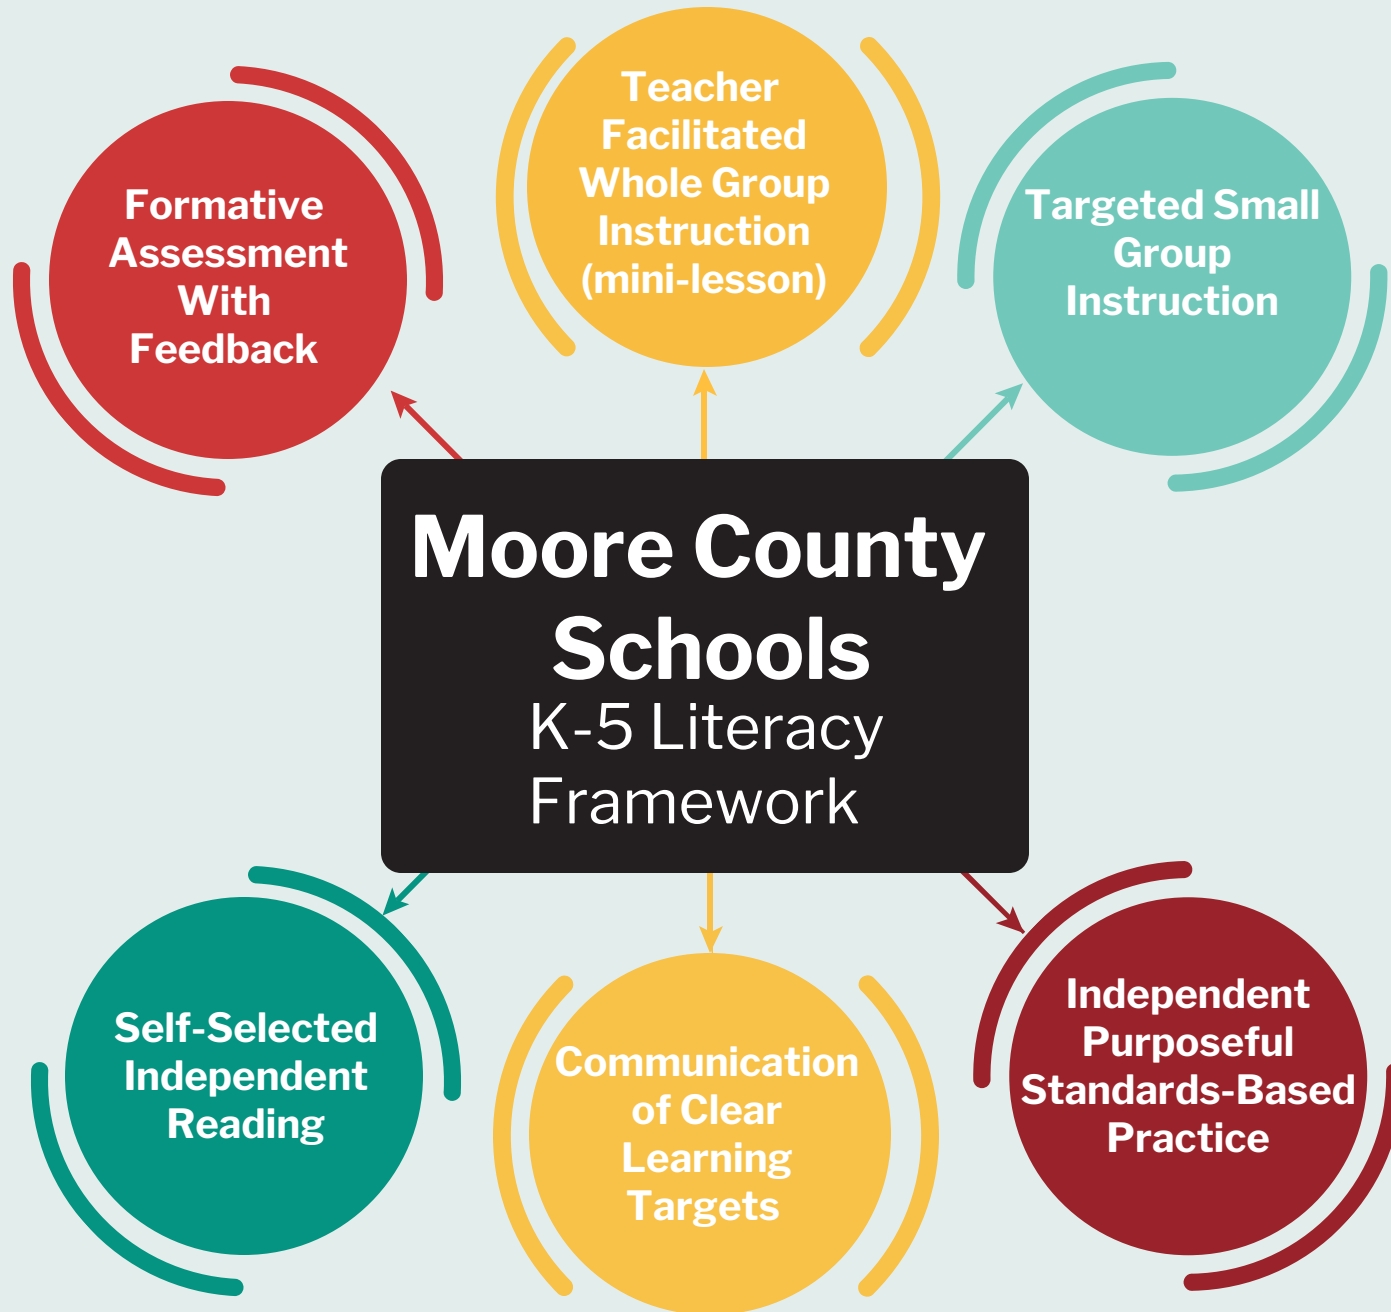 Formative
Assessment
With
Feedback
Teacher
Facilitated
Whole Group
Instruction
(mini-lesson)
Targeted Small
Group
Instruction
Moore County
Schools
K-5 Literacy
Framework
Self-Selected
Independent
Reading
Communication
of Clear
Learning
Targets
Independent
Purposeful
Standards-Based
Practice